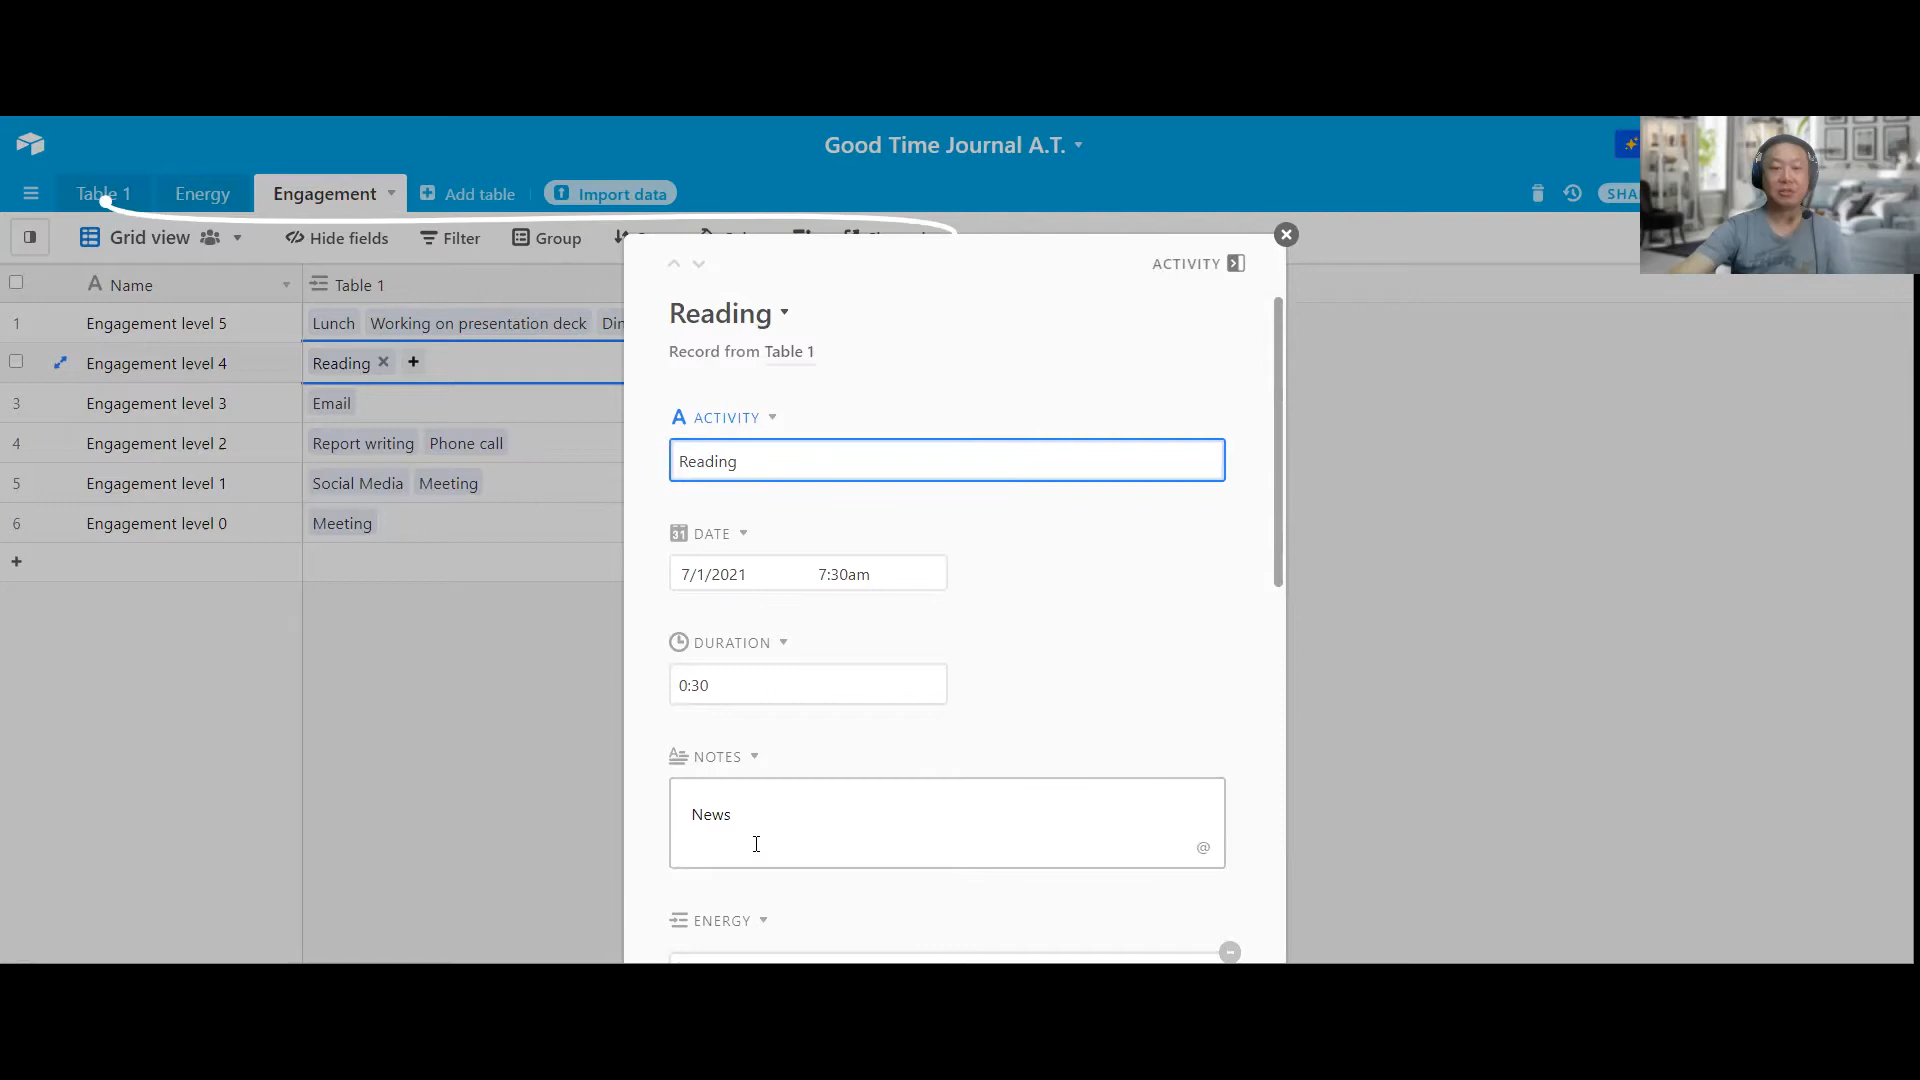 Good Time Journal A.T.
Table 1
Energy
Engagement
Add table
Import data
SHA
Grid view
Hide fields
Filter
Group
ACTIVITY
Name
Table 1
1 Engagement level 5 Lunch Working on presentation deck Din
Engagement level 4 Reading
3 Engagement level 3 Email
4 Engagement level 2 Report writing Phone call
5 Engagement level 1 Social Media Meeting
6 Engagement level 0 Meeting
Reading
Record from Table 1
A ACTIVITY
Reading
31 DATE
7/1/2021 7:30am
DURATION
0:30
NOTES
News
@
ENERGY